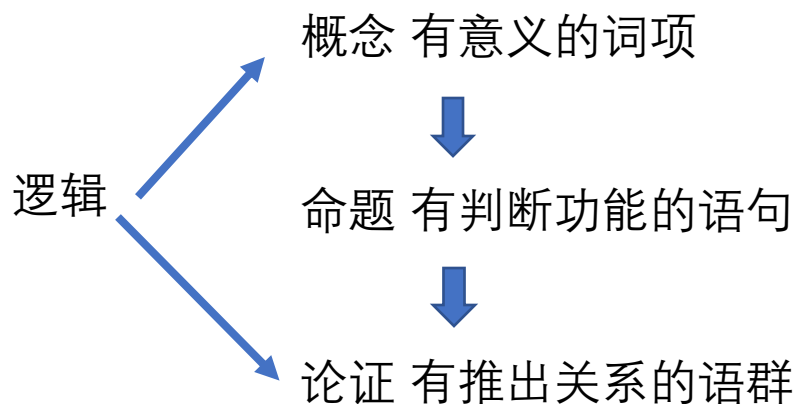 概念 有意义的词项
逻辑
命题 有判断功能的语句
论证 有推出关系的语群